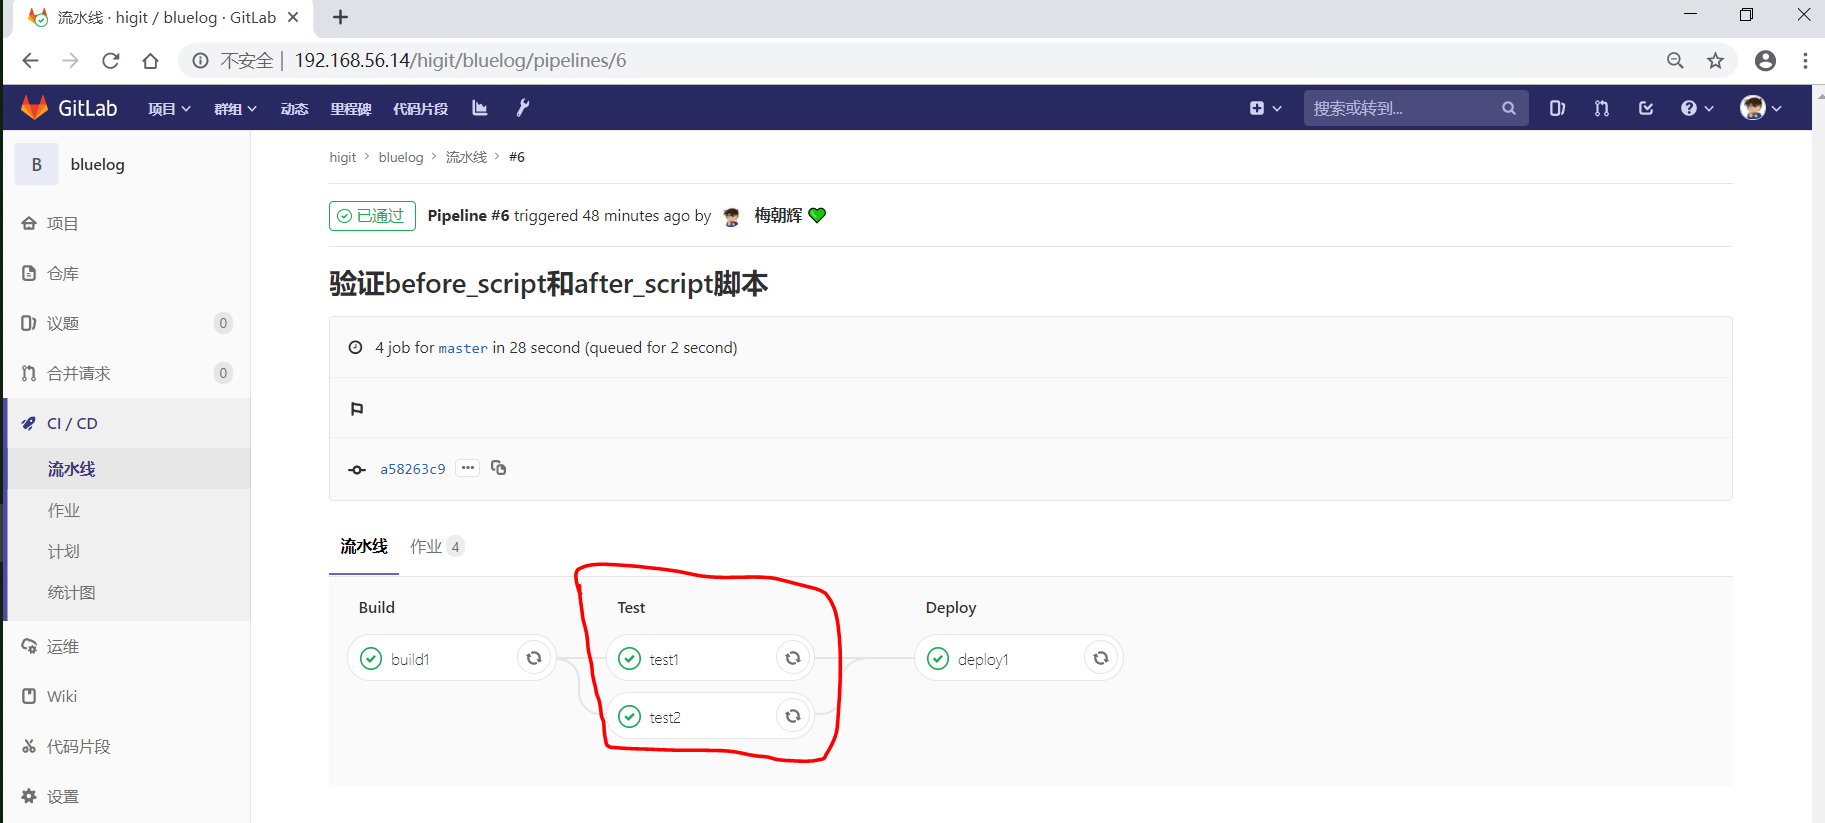 流水线 · higit / bluelog · GitLab
不安全 | 192.168.56.14/higit/bluelog/pipelines/6
GitLab 项目 群组 动态 里程碑 代码片段 搜索或转到...
B bluelog
项目
仓库
议题 0
合并请求 0
CI / CD
流水线
作业
计划
统计图
运维
Wiki
代码片段
设置
higit > bluelog > 流水线 > #6
已通过 Pipeline #6 triggered 48 minutes ago by 梅朝辉
验证before_script和after_script脚本
4 job for master in 28 second (queued for 2 second)
a58263c9 ...
流水线 作业 4
Build Test Deploy
build1 test1 deploy1
test2